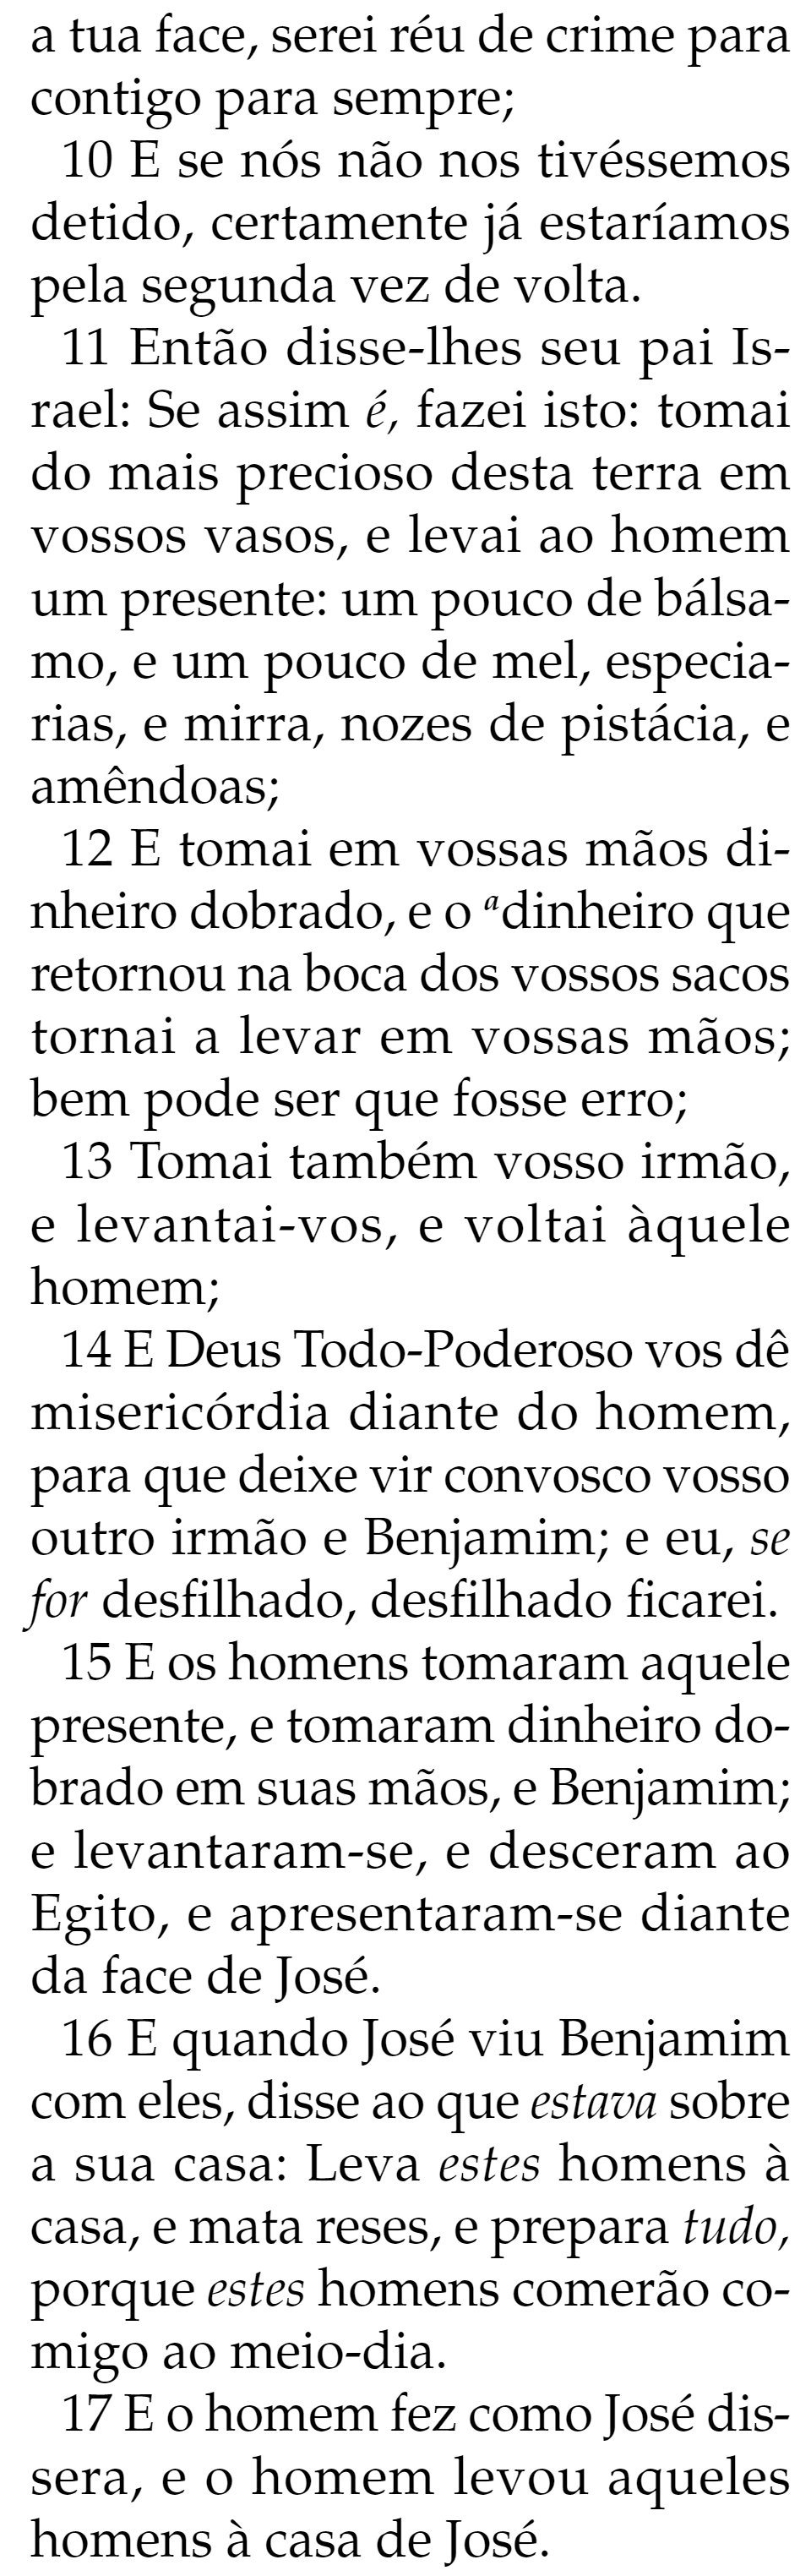 a tua face, serei réu de crime para
contigo para sempre;
10 E se nós não nos tivéssemos
detido, certamente já estaríamos
pela segunda vez de volta.
11 Então disse-lhes seu pai Is-
rael: Se assim é, fazei isto: tomai
do mais precioso desta terra em
vossos vasos, e levai ao homem
um presente: um pouco de bálsa-
mo, e um pouco de mel, especia-
rias, e mirra, nozes de pistácia, e
amêndoas;
12 E tomai em vossas mãos di-
nheiro dobrado, e o ᵃdinheiro que
retornou na boca dos vossos sacos
tornai a levar em vossas mãos;
bem pode ser que fosse erro;
13 Tomai também vosso irmão,
e levantai-vos, e voltai àquele
homem;
14 E Deus Todo-Poderoso vos dê
misericórdia diante do homem,
para que deixe vir convosco vosso
outro irmão e Benjamim; e eu, se
for desfilhado, desfilhado ficarei.
15 E os homens tomaram aquele
presente, e tomaram dinheiro do-
brado em suas mãos, e Benjamim;
e levantaram-se, e desceram ao
Egito, e apresentaram-se diante
da face de José.
16 E quando José viu Benjamim
com eles, disse ao que estava sobre
a sua casa: Leva estes homens à
casa, e mata reses, e prepara tudo,
porque estes homens comerão co-
migo ao meio-dia.
17 E o homem fez como José dis-
sera, e o homem levou aqueles
homens à casa de José.